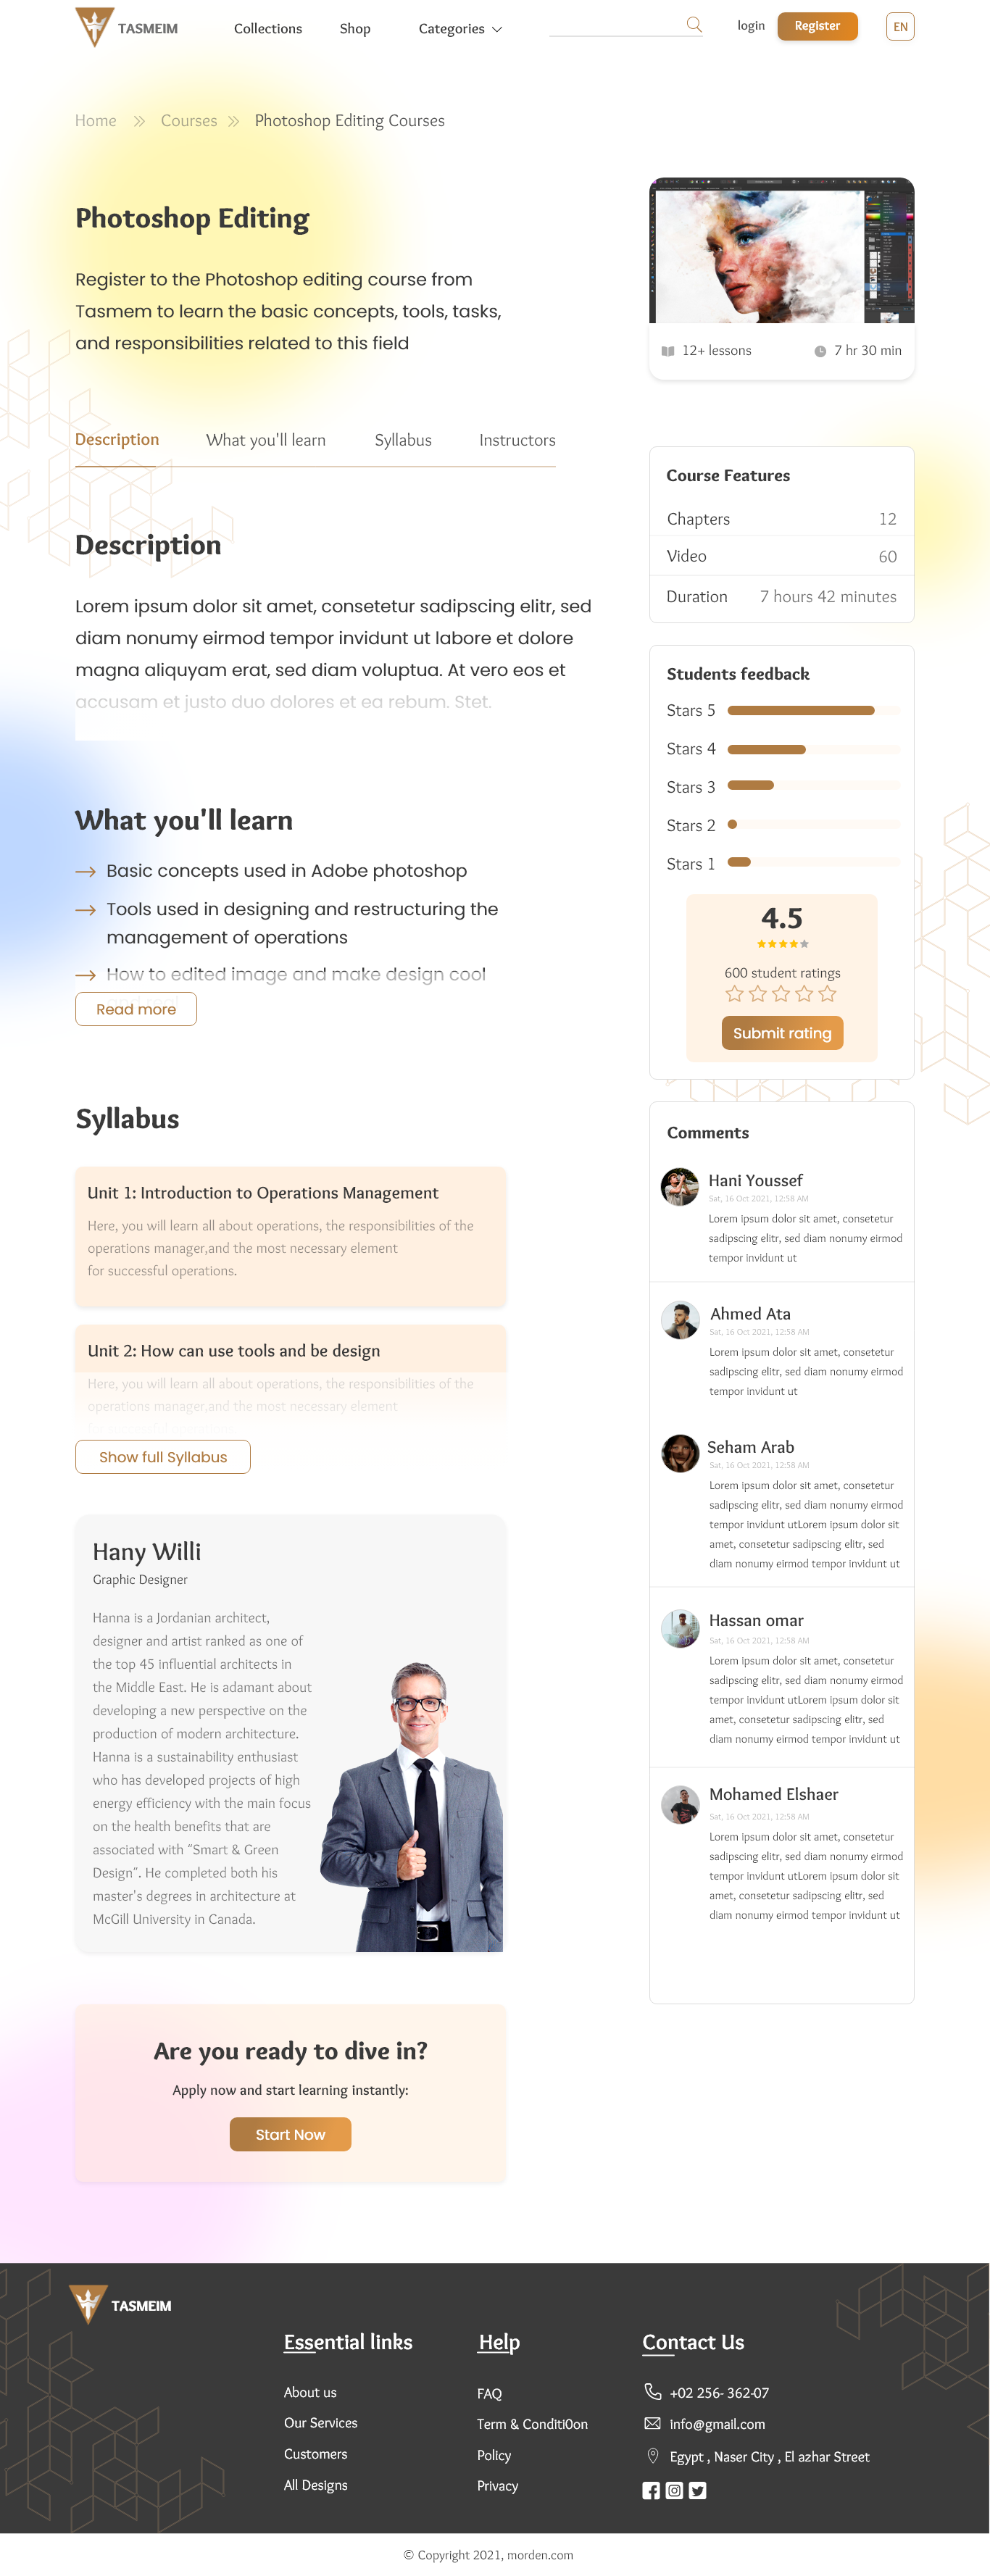 TASMEIM
Collections
Shop
Categories
login
Register
EN
Home
Courses
Photoshop Editing Courses
Photoshop Editing
Register to the Photoshop editing course from
Tasmem to learn the basic concepts, tools, tasks,
and responsibilities related to this field
12+ lessons
7 hr 30 min
Description
What you'll learn
Syllabus
Instructors
Description
Lorem ipsum dolor sit amet, consetetur sadipscing elitr, sed
diam nonumy eirmod tempor invidunt ut labore et dolore
magna aliquyam erat, sed diam voluptua. At vero eos et
accusam et justo duo dolores et ea rebum. Stet.
What you'll learn
Basic concepts used in Adobe photoshop
Tools used in designing and restructuring the
management of operations
How to edited image and make design cool
Read more
Syllabus
Unit 1: Introduction to Operations Management
Here, you will learn all about operations, the responsibilities of the
operations manager,and the most necessary element
for successful operations.
Unit 2: How can use tools and be design
Here, you will learn all about operations, the responsibilities of the
operations manager,and the most necessary element
Show full Syllabus
Hany Willi
Graphic Designer
Hanna is a Jordanian architect,
designer and artist ranked as one of
the top 45 influential architects in
the Middle East. He is adamant about
developing a new perspective on the
production of modern architecture.
Hanna is a sustainability enthusiast
who has developed projects of high
energy efficiency with the main focus
on the health benefits that are
associated with “Smart & Green
Design”. He completed both his
master's degrees in architecture at
McGill University in Canada.
Are you ready to dive in?
Apply now and start learning instantly:
Start Now
Course Features
Chapters 12
Video 60
Duration 7 hours 42 minutes
Students feedback
Stars 5
Stars 4
Stars 3
Stars 2
Stars 1
4.5
600 student ratings
Submit rating
Comments
Hani Youssef
Sat, 16 Oct 2021, 12:58 AM
Lorem ipsum dolor sit amet, consetetur
sadipscing elitr, sed diam nonumy eirmod
tempor invidunt ut
Ahmed Ata
Sat, 16 Oct 2021, 12:58 AM
Lorem ipsum dolor sit amet, consetetur
sadipscing elitr, sed diam nonumy eirmod
tempor invidunt ut
Seham Arab
Sat, 16 Oct 2021, 12:58 AM
Lorem ipsum dolor sit amet, consetetur
sadipscing elitr, sed diam nonumy eirmod
tempor invidunt utLorem ipsum dolor sit
amet, consetetur sadipscing elitr, sed
diam nonumy eirmod tempor invidunt ut
Hassan omar
Sat, 16 Oct 2021, 12:58 AM
Lorem ipsum dolor sit amet, consetetur
sadipscing elitr, sed diam nonumy eirmod
tempor invidunt utLorem ipsum dolor sit
amet, consetetur sadipscing elitr, sed
diam nonumy eirmod tempor invidunt ut
Mohamed Elshaer
Sat, 16 Oct 2021, 12:58 AM
Lorem ipsum dolor sit amet, consetetur
sadipscing elitr, sed diam nonumy eirmod
tempor invidunt utLorem ipsum dolor sit
amet, consetetur sadipscing elitr, sed
diam nonumy eirmod tempor invidunt ut
TASMEIM
Essential links
About us
Our Services
Customers
All Designs
Help
FAQ
Term & Conditi0on
Policy
Privacy
Contact Us
+02 256- 362-07
info@gmail.com
Egypt , Naser City , El azhar Street
© Copyright 2021, morden.com